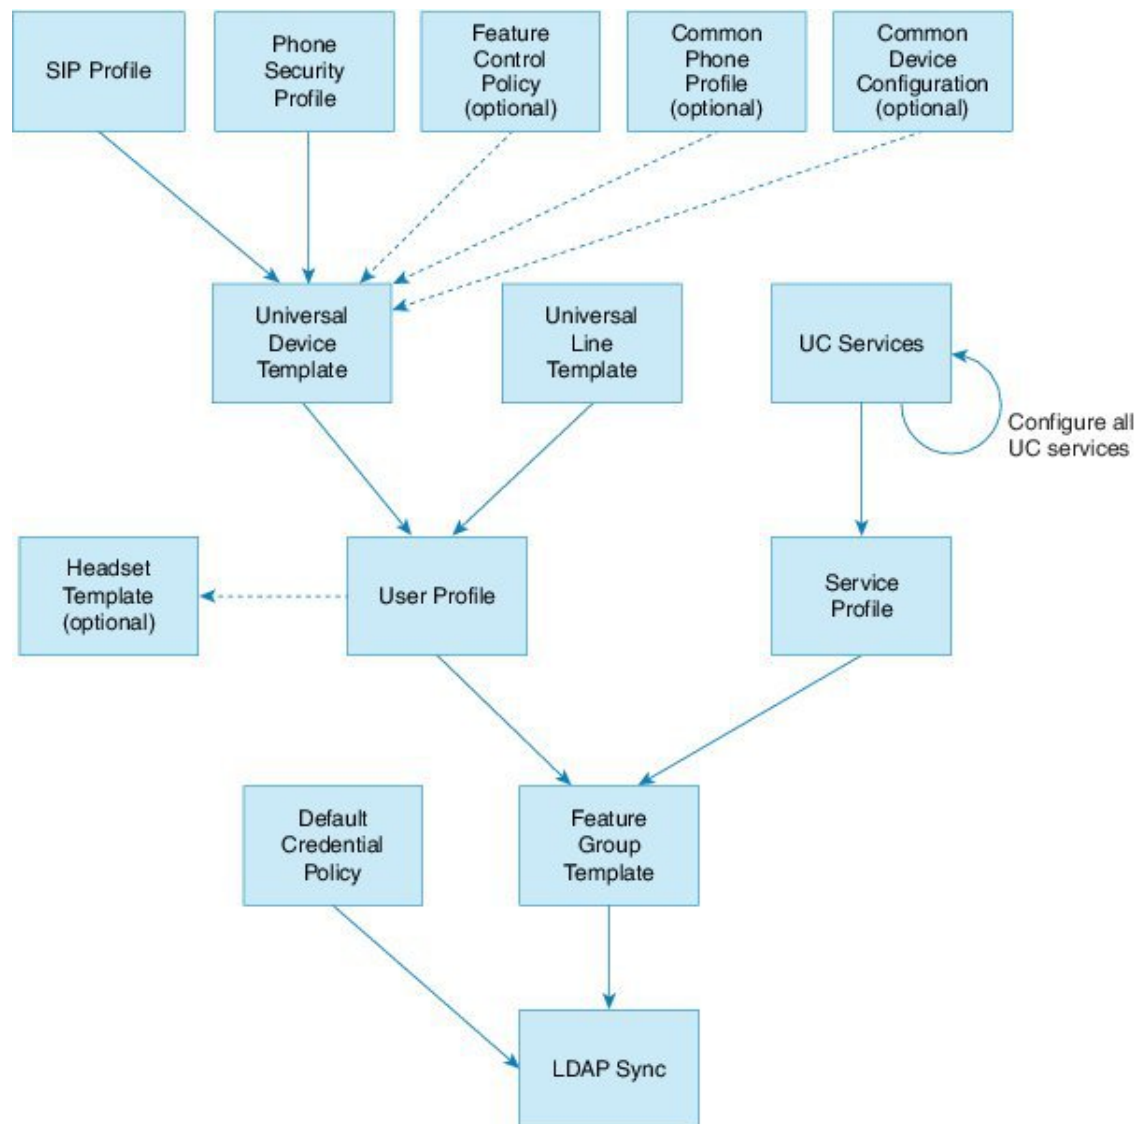 SIP Profile
Phone
Security
Profile
Feature
Control
Policy
(optional)
Common
Phone
Profile
(optional)
Common
Device
Configuration
(optional)
Universal
Device
Template
Universal
Line
Template
UC Services
Configure all
UC services
Headset
Template
(optional)
User Profile
Service
Profile
Default
Credential
Policy
Feature
Group
Template
LDAP Sync